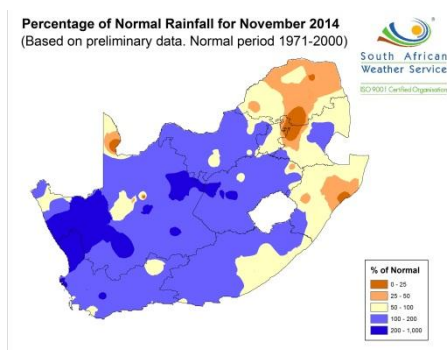 Percentage of Normal Rainfall for November 2014
(Based on preliminary data. Normal period 1971-2000)
South African
Weather Service
ISO 9001 Certified Organisation
% of Normal
0 - 25
25 - 50
50 - 100
100 - 200
200 - 1,000